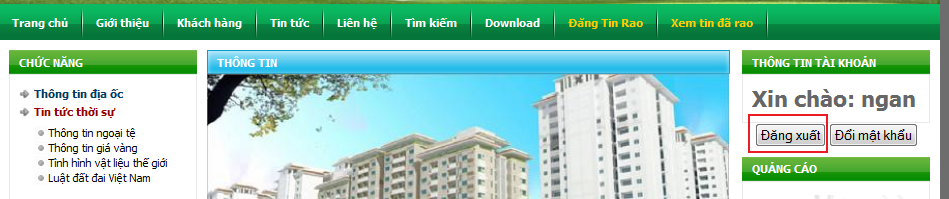 Trang chủ Giới thiệu Khách hàng Tin tức Liên hệ Tìm kiếm Download Đăng Tin Rao Xem tin đã rao
CHỨC NĂNG
Thông tin địa ốc
Tin tức thời sự
Thông tin ngoại tệ
Thông tin giá vàng
Tình hình vật liệu thế giới
Luật đất đai Việt Nam
THÔNG TIN
THÔNG TIN TÀI KHOẢN
Xin chào: ngan
Đăng xuất Đổi mật khẩu
QUẢNG CÁO